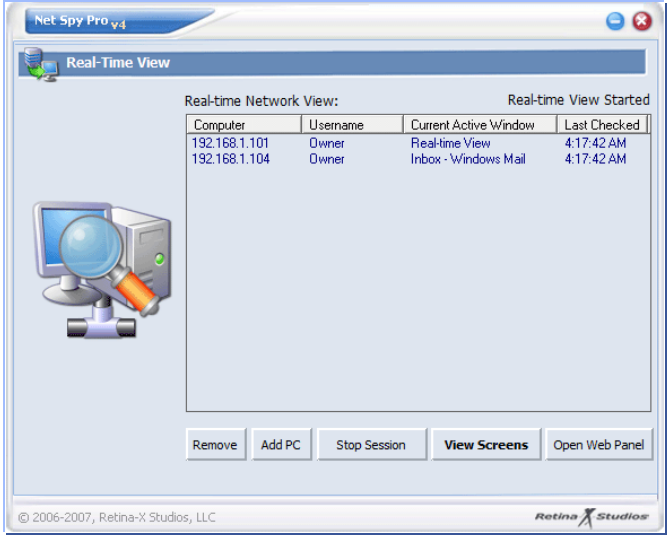 Net Spy Pro v4
Real-Time View
Real-time Network View: Real-time View Started
Computer Username Current Active Window Last Checked
192.168.1.101 Owner Real-time View 4:17:42 AM
192.168.1.104 Owner Inbox - Windows Mail 4:17:42 AM
Remove Add PC Stop Session View Screens Open Web Panel
© 2006-2007, Retina-X Studios, LLC Retina X Studios